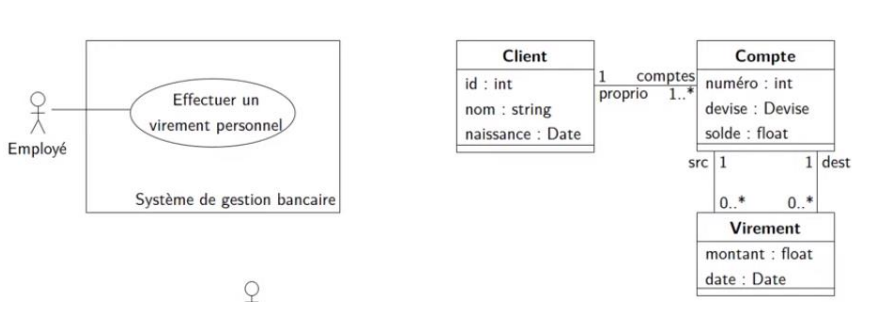 Effectuer un
virement personnel
Employé
Système de gestion bancaire
Client
id : int
nom : string
naissance : Date
1 comptes
proprio 1..*
Compte
numéro : int
devise : Devise
solde : float
src 1 1 dest
0..* 0..*
Virement
montant : float
date : Date